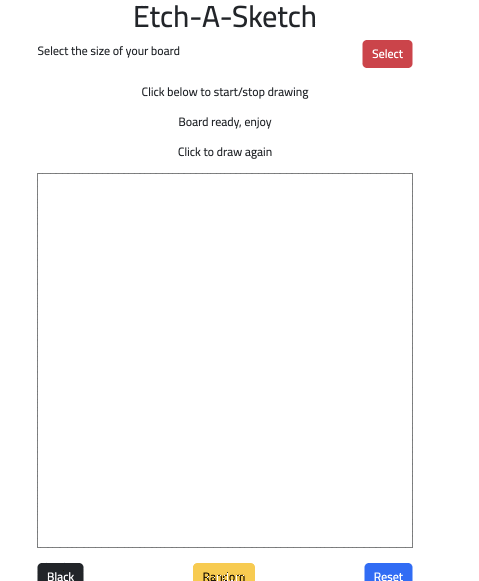 Etch-A-Sketch
Select the size of your board
Select
Click below to start/stop drawing
Board ready, enjoy
Click to draw again
Black
Random
Reset